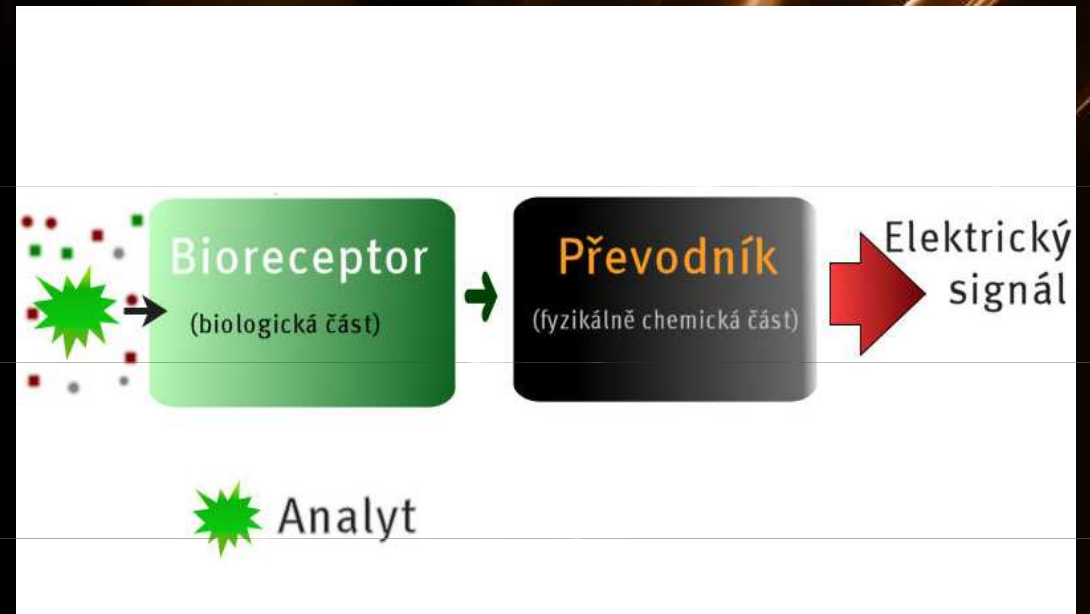 Bioreceptor
(biologická část)
Převodník
(fyzikálně chemická část)
Elektrický
signál
Analyt